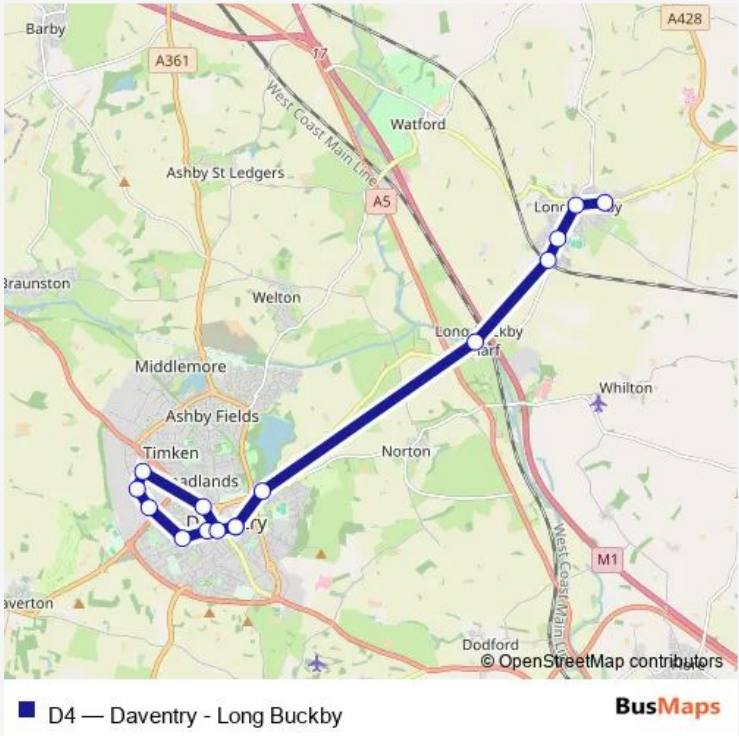 Barby
A428
17
A361
Watford
West Coast Main Line
Ashby St Ledgers
A5
Braunston
Welton
Middlemore
Whilton
Ashby Fields
Norton
Timken
M1
West Coast Main
Dodford
© OpenStreetMap contributors
D4 — Daventry - Long Buckby
BusMaps